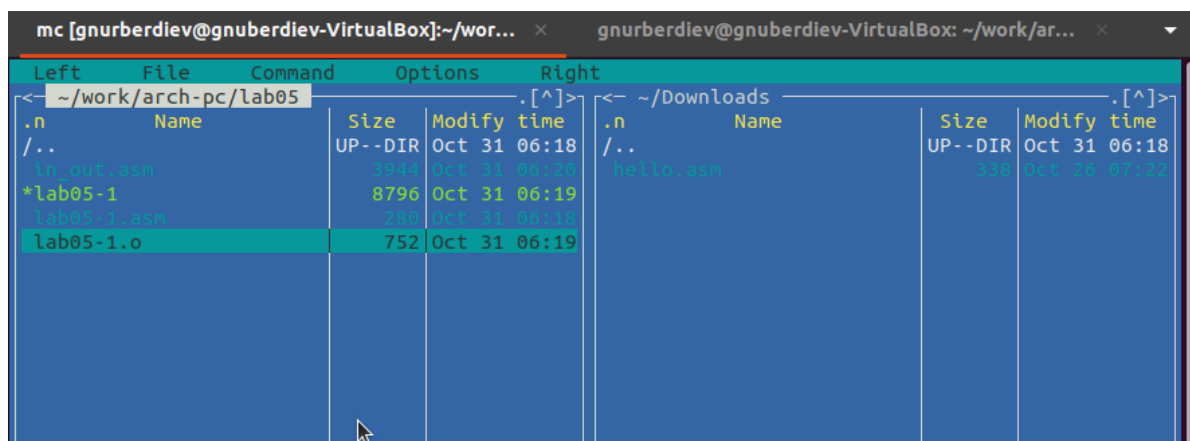 mc [gnurberdiev@gnuberdiev-VirtualBox]:~/wor... × gnurberdiev@gnuberdiev-VirtualBox: ~/work/ar... ×
Left File Command Options Right
<─ ~/work/arch-pc/lab05 ─.[^]>
.n Name Size Modify time
/.. UP--DIR Oct 31 06:18
in_out.asm 3944 Oct 31 06:20
*lab05-1 8796 Oct 31 06:19
lab05-1.asm 280 Oct 31 06:18
lab05-1.o 752 Oct 31 06:19
<─ ~/Downloads ─.[^]>
.n Name Size Modify time
/.. UP--DIR Oct 31 06:18
hello.asm 338 Oct 26 07:22